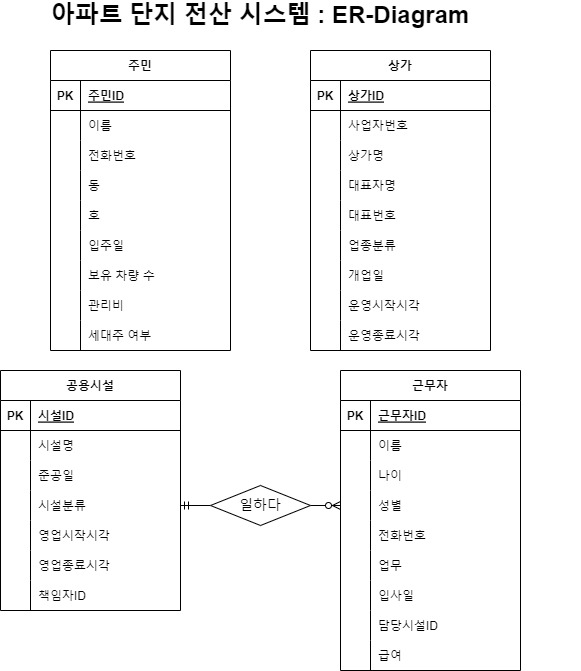 아파트 단지 전산 시스템 : ER-Diagram
주민
PK 주민ID
이름
전화번호
동
호
입주일
보유 차량 수
관리비
세대주 여부
상가
PK 상가ID
사업자번호
상가명
대표자명
대표번호
업종분류
개업일
운영시작시각
운영종료시각
공용시설
PK 시설ID
시설명
준공일
시설분류
영업시작시각
영업종료시각
책임자ID
일하다
근무자
PK 근무자ID
이름
나이
성별
전화번호
업무
입사일
담당시설ID
급여